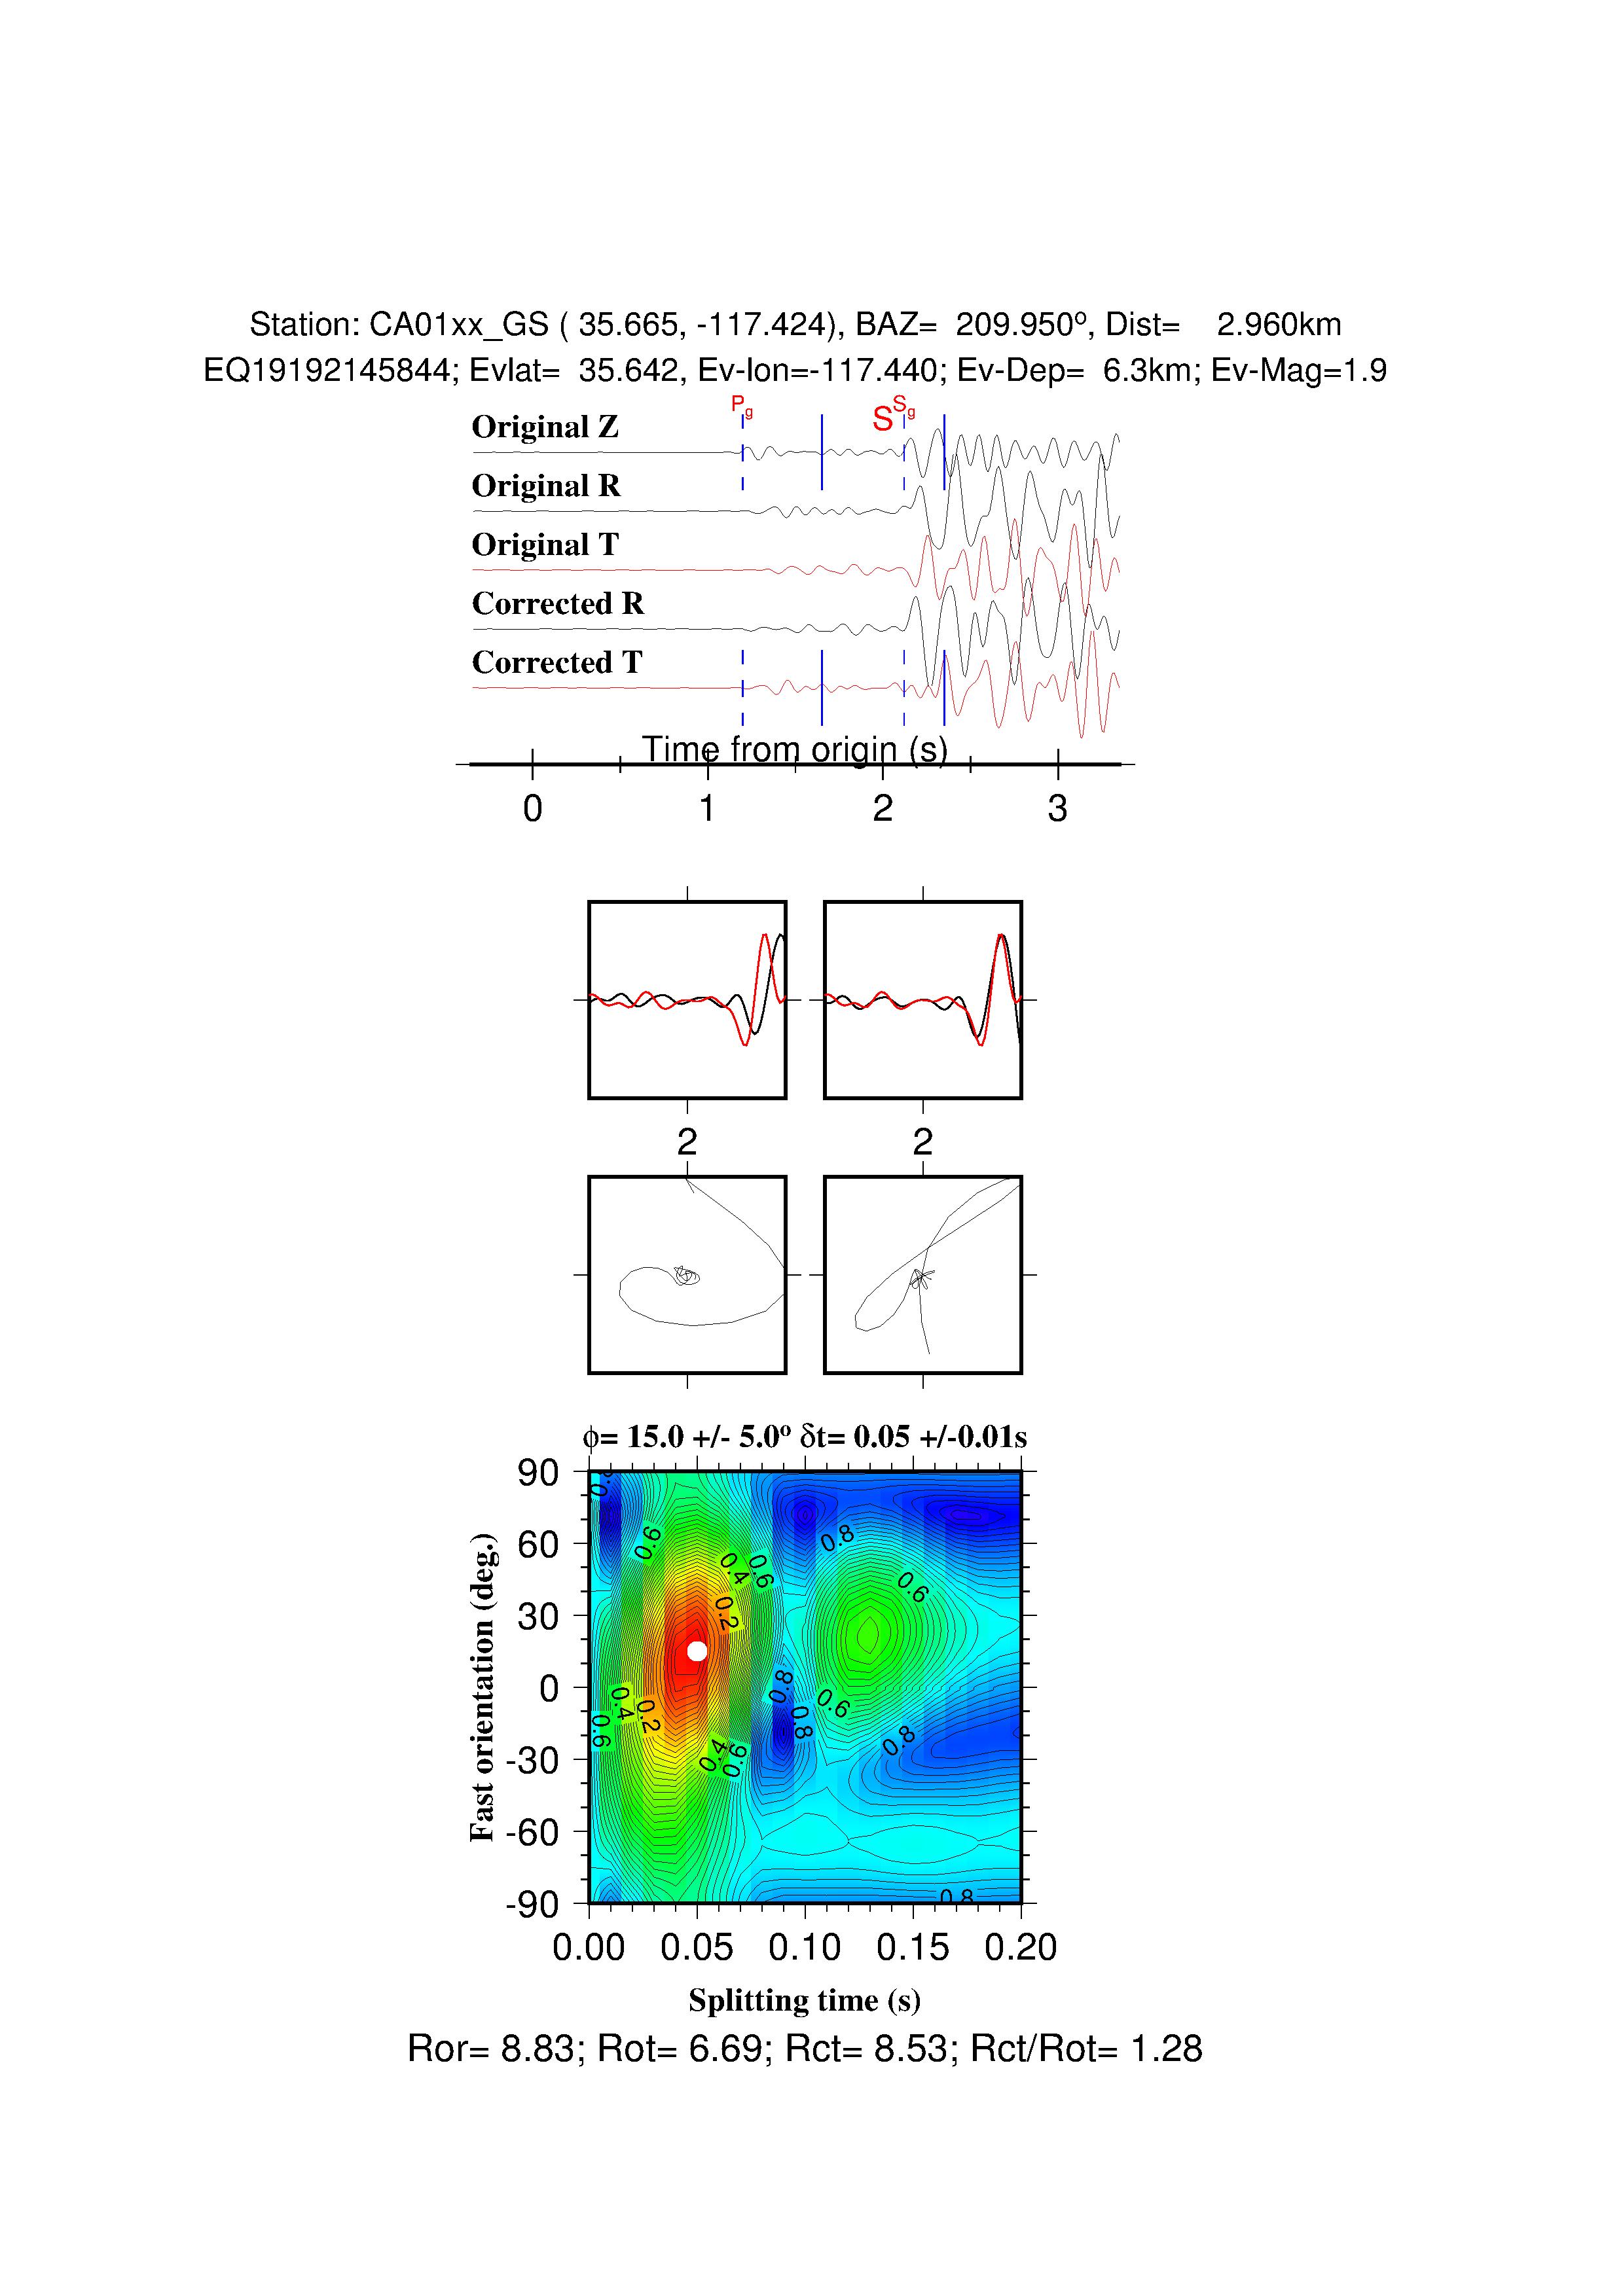 Station: CA01xx_GS ( 35.665, -117.424), BAZ= 209.950º, Dist= 2.960km
EQ19192145844; Evlat= 35.642, Ev-lon=-117.440; Ev-Dep= 6.3km; Ev-Mag=1.9
Pg S Sg
Original Z
Original R
Original T
Corrected R
Corrected T
Time from origin (s)
0 1 2 3
2 2
ϕ= 15.0 +/- 5.0º δt= 0.05 +/-0.01s
90
60
30
0
-30
-60
-90
Fast orientation (deg.)
0.6 0.4 0.6 0.8
0.2 0.6
0.8 0.6
0.6 0.4 0.2 0.4 0.6 0.8 0.8
0.8
0.00 0.05 0.10 0.15 0.20
Splitting time (s)
Ror= 8.83; Rot= 6.69; Rct= 8.53; Rct/Rot= 1.28